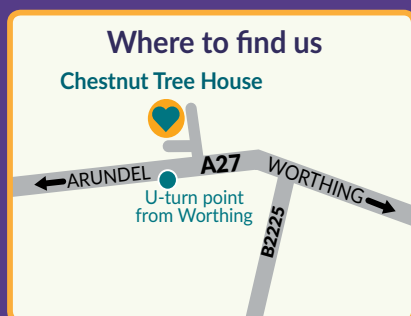 Where to find us
Chestnut Tree House
A27
ARUNDEL
WORTHING
U-turn point
from Worthing
B2225